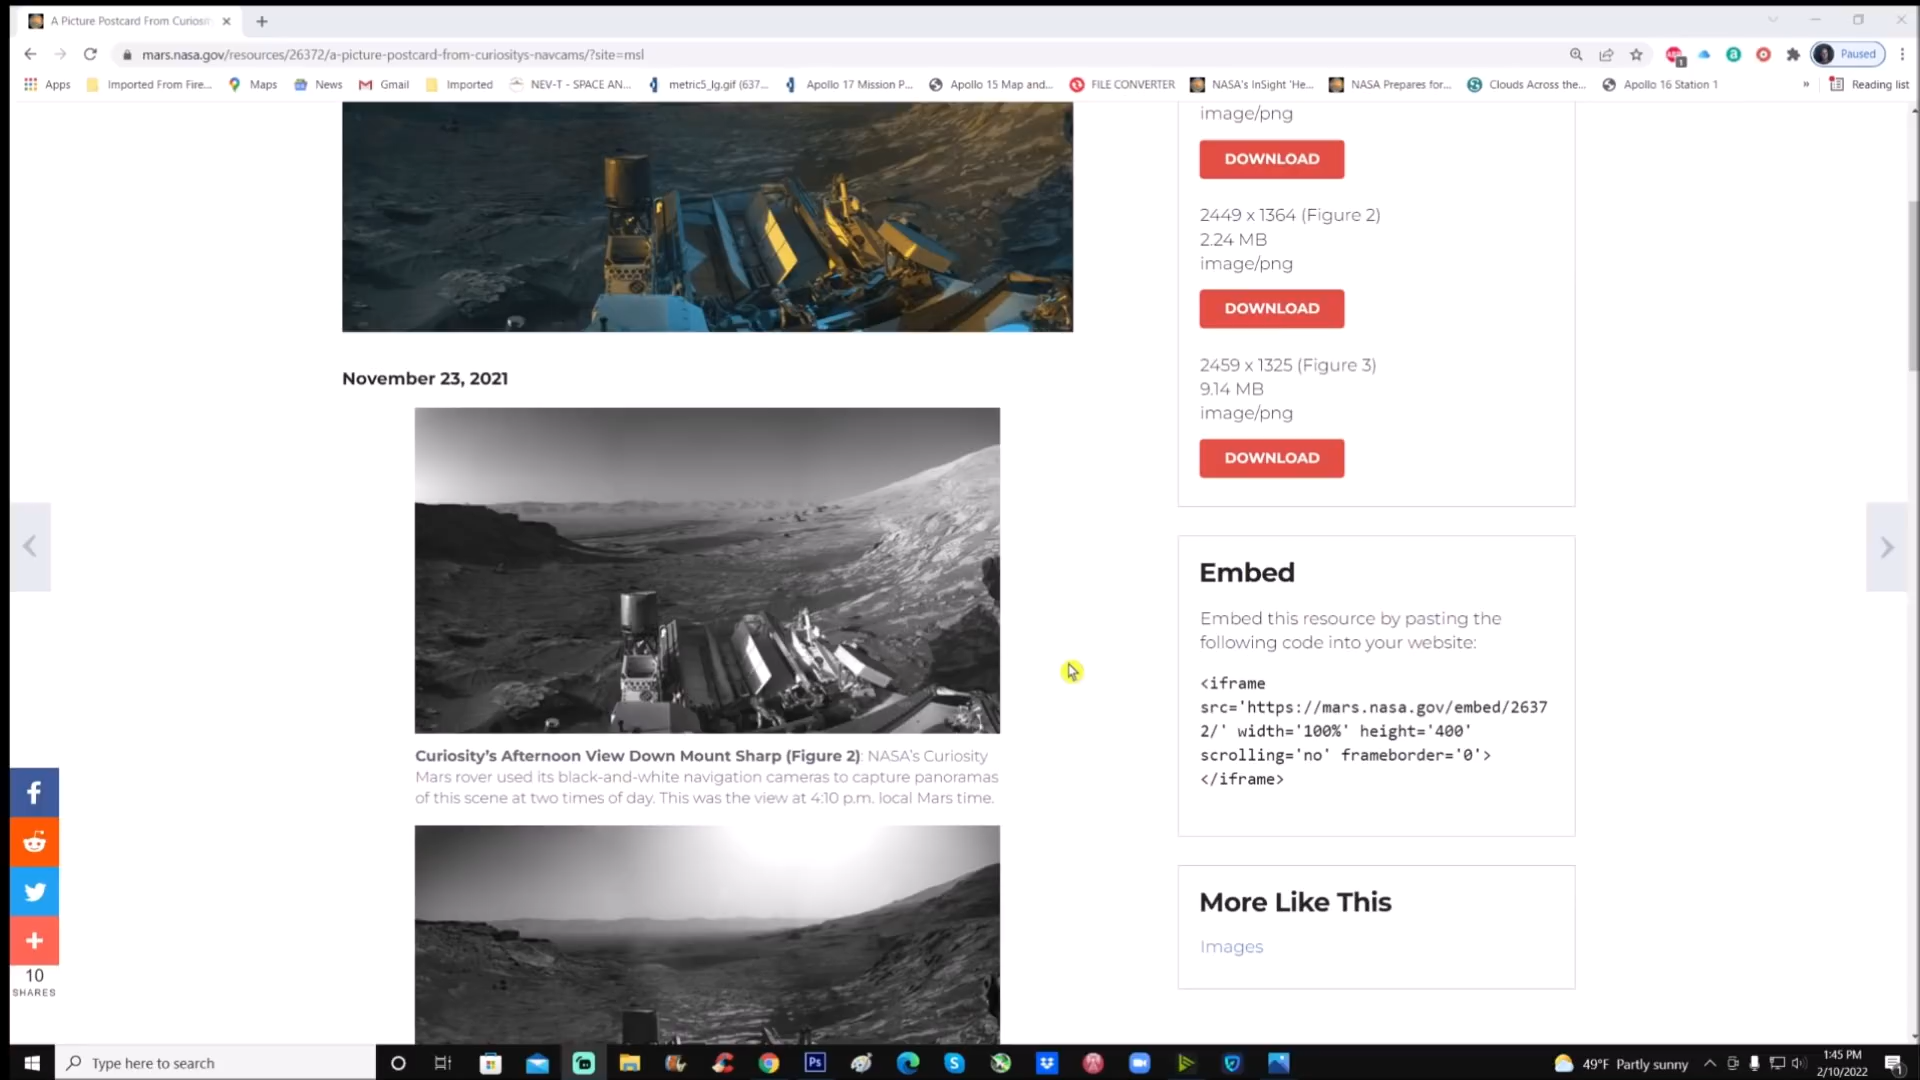 A Picture Postcard From Curiosit
mars.nasa.gov/resources/26372/a-picture-postcard-from-curiositys-navcams/?site=msl
Paused
Apps
Imported From Fire...
Maps
News
Gmail
Imported
NEV-T - SPACE AN...
metric5_lg.gif (637...
Apollo 17 Mission P...
Apollo 15 Map and...
FILE CONVERTER
NASA's InSight 'He...
NASA Prepares for...
Clouds Across the...
Apollo 16 Station 1
»
Reading list
image/png
DOWNLOAD
2449 x 1364 (Figure 2)
2.24 MB
image/png
DOWNLOAD
2459 x 1325 (Figure 3)
9.14 MB
image/png
DOWNLOAD
November 23, 2021
Curiosity's Afternoon View Down Mount Sharp (Figure 2): NASA's Curiosity
Mars rover used its black-and-white navigation cameras to capture panoramas
of this scene at two times of day. This was the view at 4:10 p.m. local Mars time.
Embed
Embed this resource by pasting the
following code into your website:
<iframe
src='https://mars.nasa.gov/embed/2637
2/' width='100%' height='400'
scrolling='no' frameborder='0'>
</iframe>
More Like This
Images
10
SHARES
Type here to search
Ps
49°F Partly sunny
1:45 PM
2/10/2022